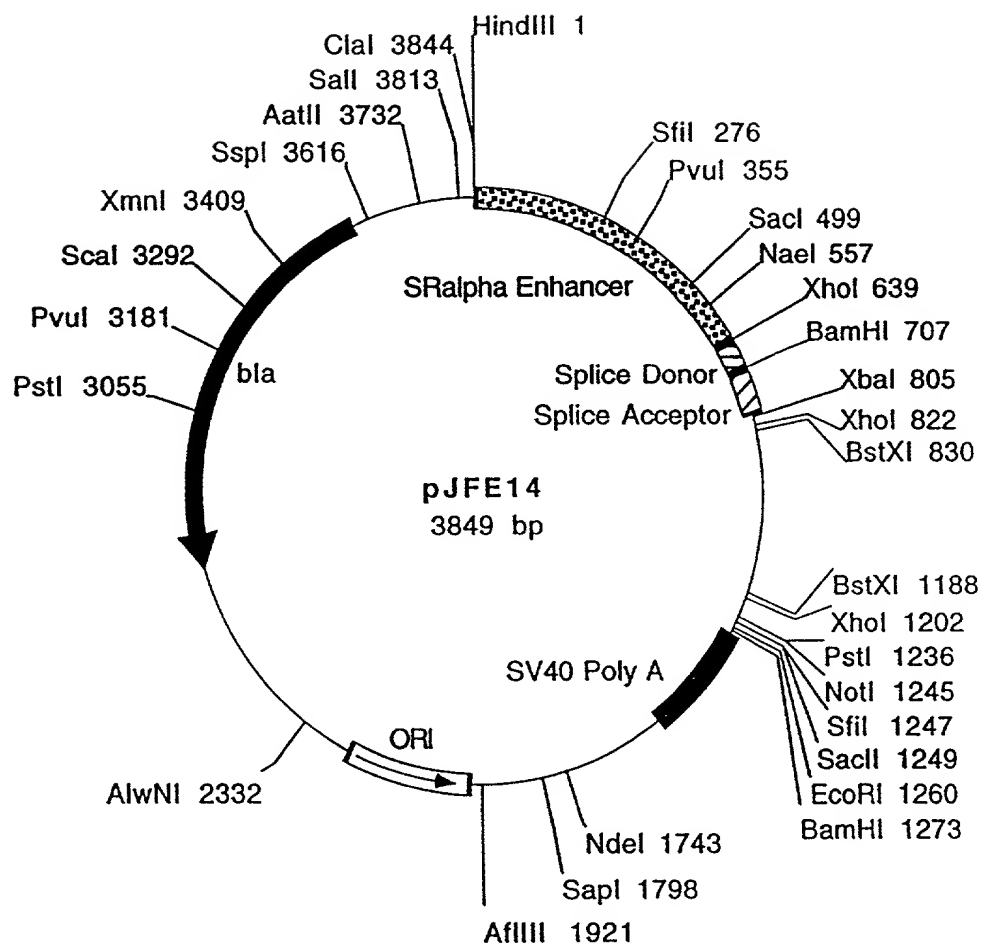 HindIII 1
ClaI 3844
SalI 3813
AatII 3732
SspI 3616
XmnI 3409
ScaI 3292
PvuI 3181
PstI 3055
bla
SfiI 276
PvuI 355
SacI 499
NaeI 557
XhoI 639
BamHI 707
XbaI 805
XhoI 822
BstXI 830
SRalpha Enhancer
Splice Donor
Splice Acceptor
pJFE14
3849 bp
BstXI 1188
XhoI 1202
PstI 1236
NotI 1245
SfiI 1247
SacII 1249
EcoRI 1260
BamHI 1273
SV40 Poly A
ORI
AlwNI 2332
NdeI 1743
SapI 1798
AflIII 1921